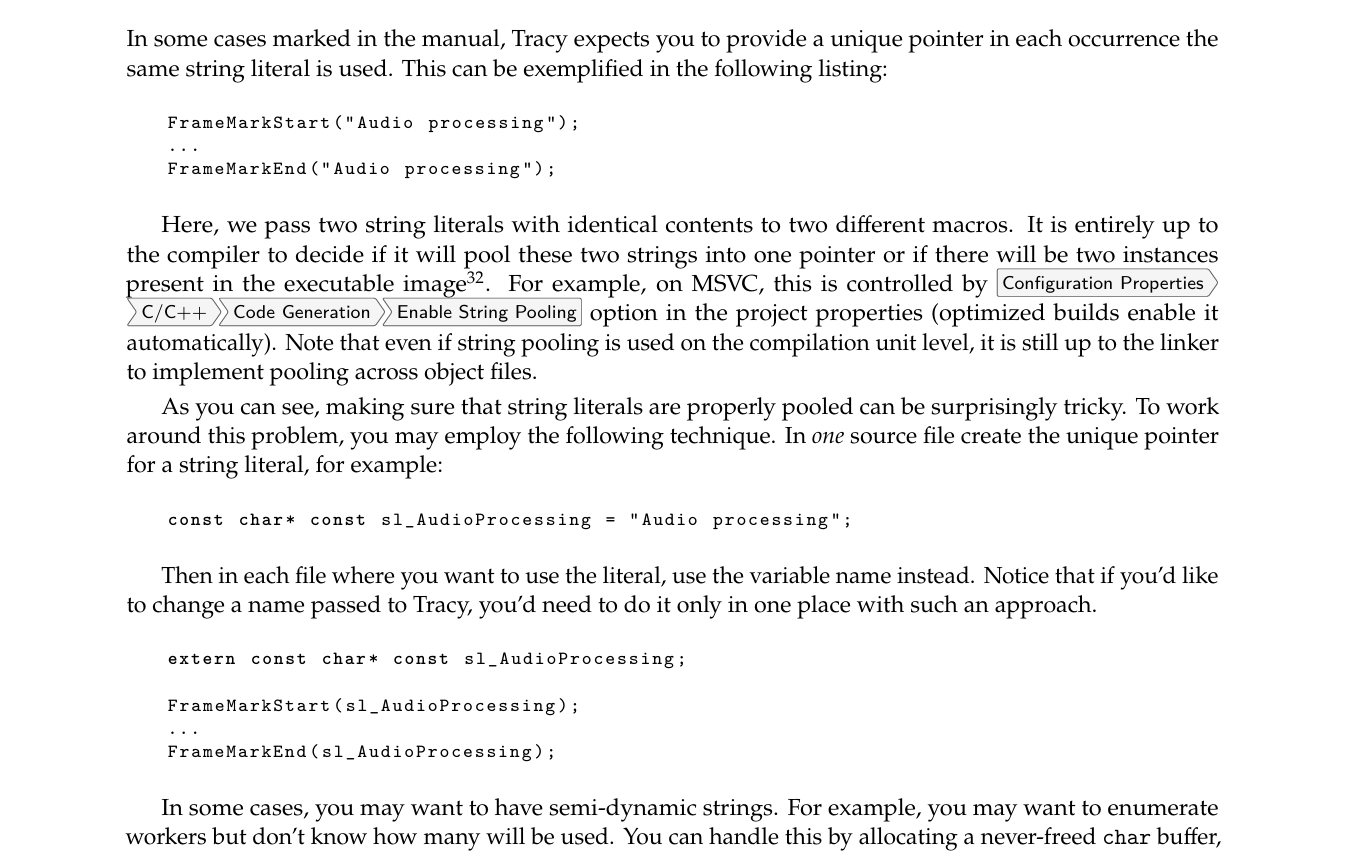 In some cases marked in the manual, Tracy expects you to provide a unique pointer in each occurrence the
same string literal is used. This can be exemplified in the following listing:
FrameMarkStart("Audio processing");
...
FrameMarkEnd("Audio processing");
Here, we pass two string literals with identical contents to two different macros. It is entirely up to
the compiler to decide if it will pool these two strings into one pointer or if there will be two instances
present in the executable image32. For example, on MSVC, this is controlled by Configuration Properties
C/C++ Code Generation Enable String Pooling option in the project properties (optimized builds enable it
automatically). Note that even if string pooling is used on the compilation unit level, it is still up to the linker
to implement pooling across object files.
As you can see, making sure that string literals are properly pooled can be surprisingly tricky. To work
around this problem, you may employ the following technique. In one source file create the unique pointer
for a string literal, for example:
const char* const sl_AudioProcessing = "Audio processing";
Then in each file where you want to use the literal, use the variable name instead. Notice that if you'd like
to change a name passed to Tracy, you'd need to do it only in one place with such an approach.
extern const char* const sl_AudioProcessing;
FrameMarkStart(sl_AudioProcessing);
...
FrameMarkEnd(sl_AudioProcessing);
In some cases, you may want to have semi-dynamic strings. For example, you may want to enumerate
workers but don't know how many will be used. You can handle this by allocating a never-freed char buffer,